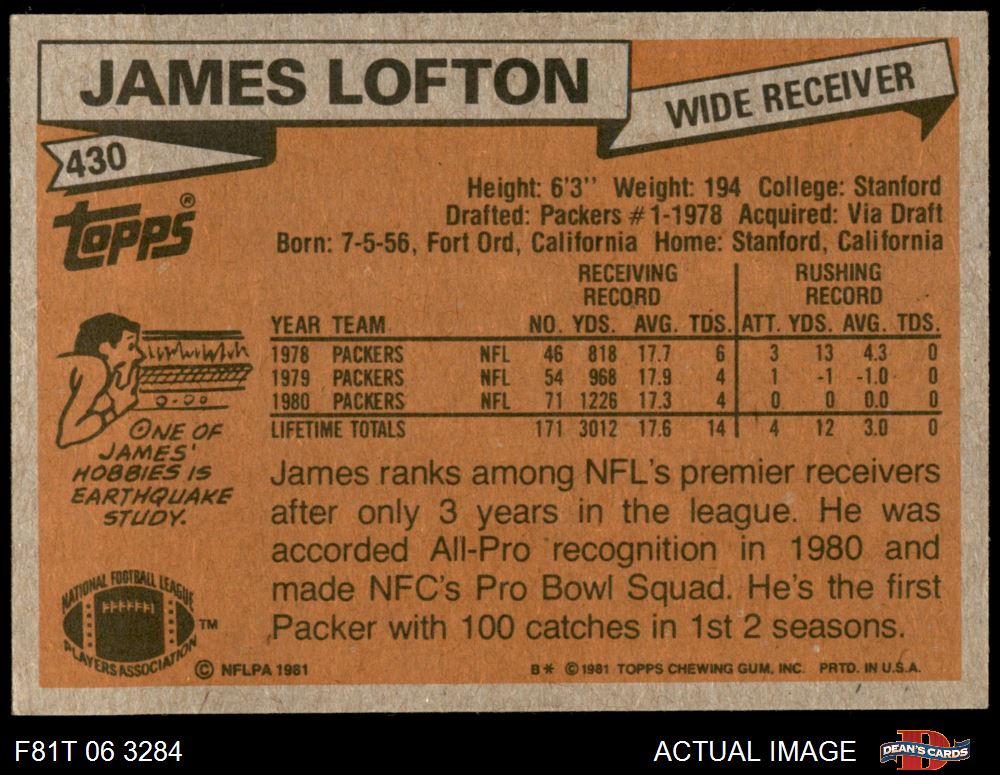 JAMES LOFTON
WIDE RECEIVER
430
TOPPS®
Height: 6'3'' Weight: 194 College: Stanford
Drafted: Packers #1-1978 Acquired: Via Draft
Born: 7-5-56, Fort Ord, California Home: Stanford, California
RECEIVING RUSHING
RECORD RECORD
YEAR TEAM NO. YDS. AVG. TDS. ATT. YDS. AVG. TDS.
1978 PACKERS NFL 46 818 17.7 6 3 13 4.3 0
1979 PACKERS NFL 54 968 17.9 4 1 -1 -1.0 0
1980 PACKERS NFL 71 1226 17.3 4 0 0 0.0 0
LIFETIME TOTALS 171 3012 17.6 14 4 12 3.0 0
ONE OF
JAMES'
HOBBIES IS
EARTHQUAKE
STUDY.
James ranks among NFL's premier receivers
after only 3 years in the league. He was
accorded All-Pro recognition in 1980 and
made NFC's Pro Bowl Squad. He's the first
Packer with 100 catches in 1st 2 seasons.
NATIONAL FOOTBALL LEAGUE
PLAYERS ASSOCIATION
TM
© NFLPA 1981
B* © 1981 TOPPS CHEWING GUM, INC. PRTD. IN U.S.A.
F81T 06 3284
ACTUAL IMAGE
D
DEAN'S CARDS